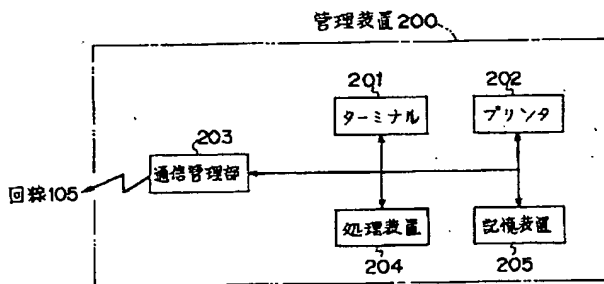 管理装置200
201
202
ターミナル
プリンタ
203
通信管理部
回線105
処理装置
記憶装置
204
205